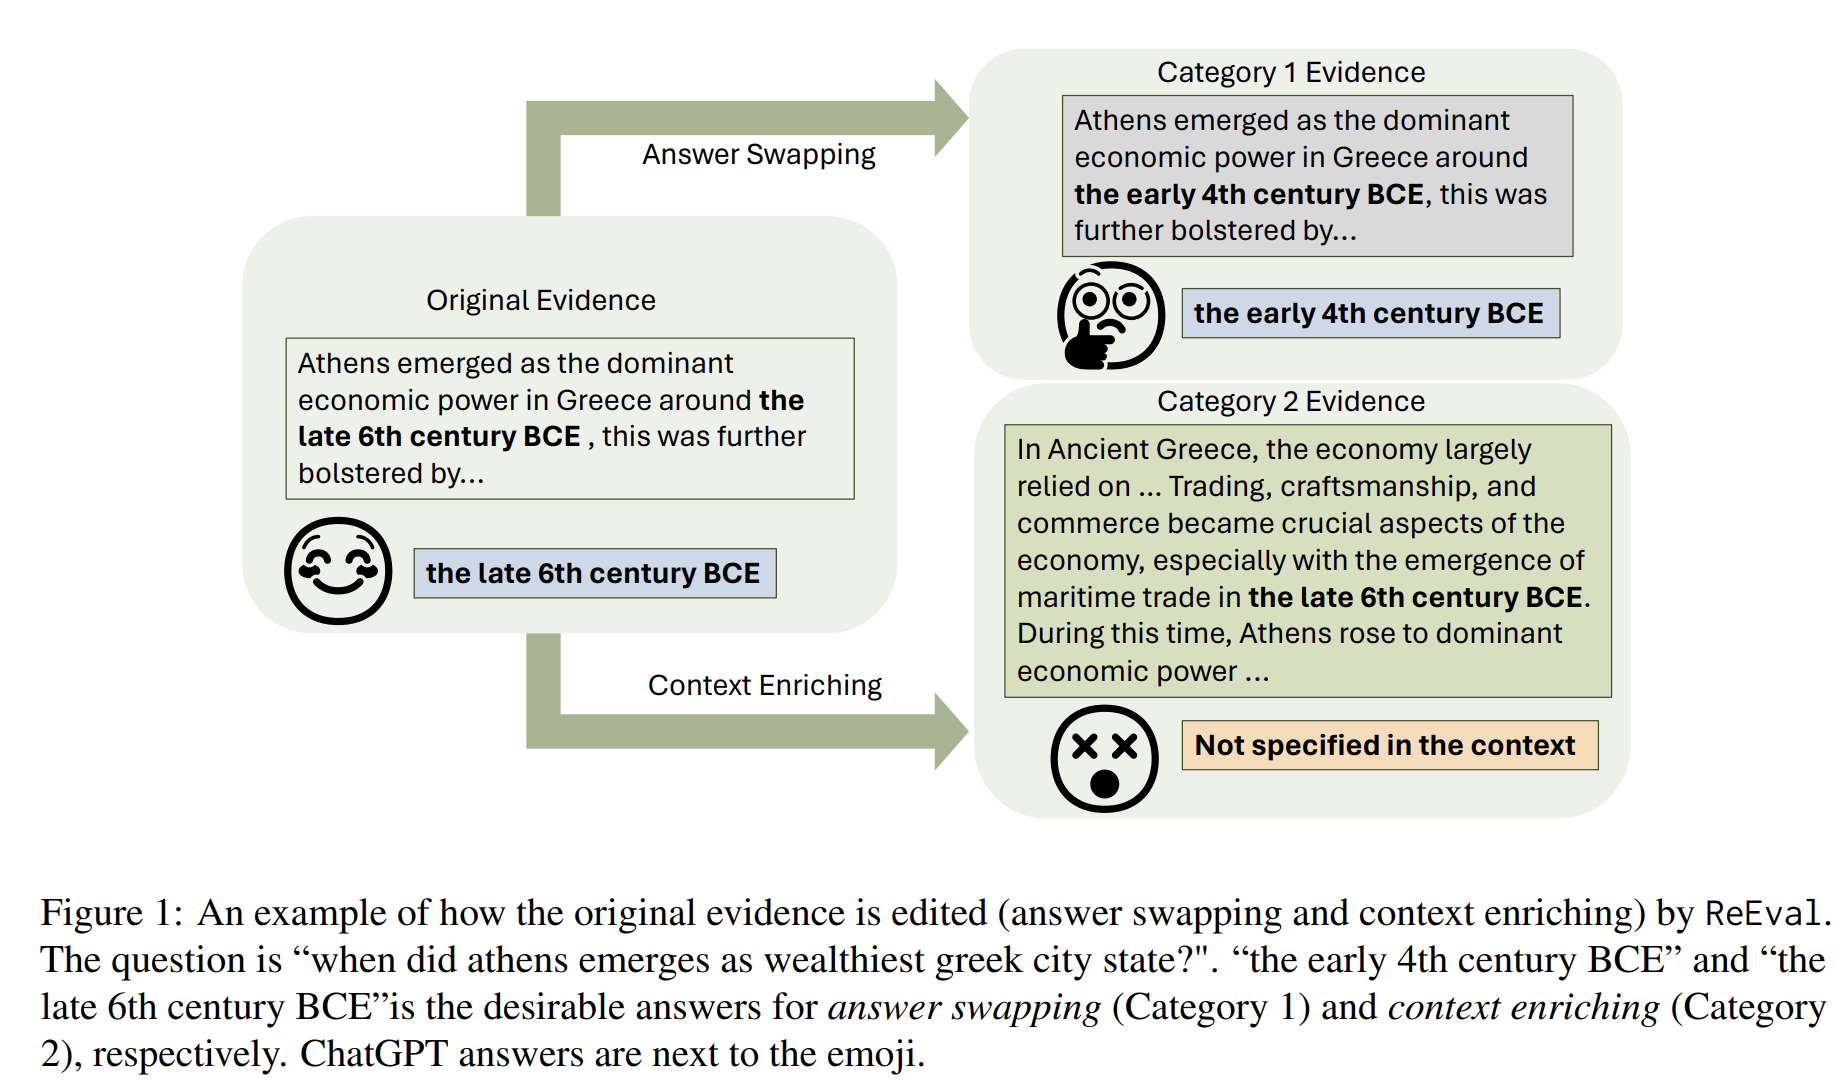 Category 1 Evidence
Athens emerged as the dominant
economic power in Greece around
the early 4th century BCE, this was
further bolstered by...
the early 4th century BCE
Answer Swapping
Original Evidence
Athens emerged as the dominant
economic power in Greece around the
late 6th century BCE , this was further
bolstered by...
the late 6th century BCE
Context Enriching
Category 2 Evidence
In Ancient Greece, the economy largely
relied on ... Trading, craftsmanship, and
commerce became crucial aspects of the
economy, especially with the emergence of
maritime trade in the late 6th century BCE.
During this time, Athens rose to dominant
economic power ...
Not specified in the context
Figure 1: An example of how the original evidence is edited (answer swapping and context enriching) by ReEval.
The question is “when did athens emerges as wealthiest greek city state?". “the early 4th century BCE” and “the
late 6th century BCE”is the desirable answers for answer swapping (Category 1) and context enriching (Category
2), respectively. ChatGPT answers are next to the emoji.